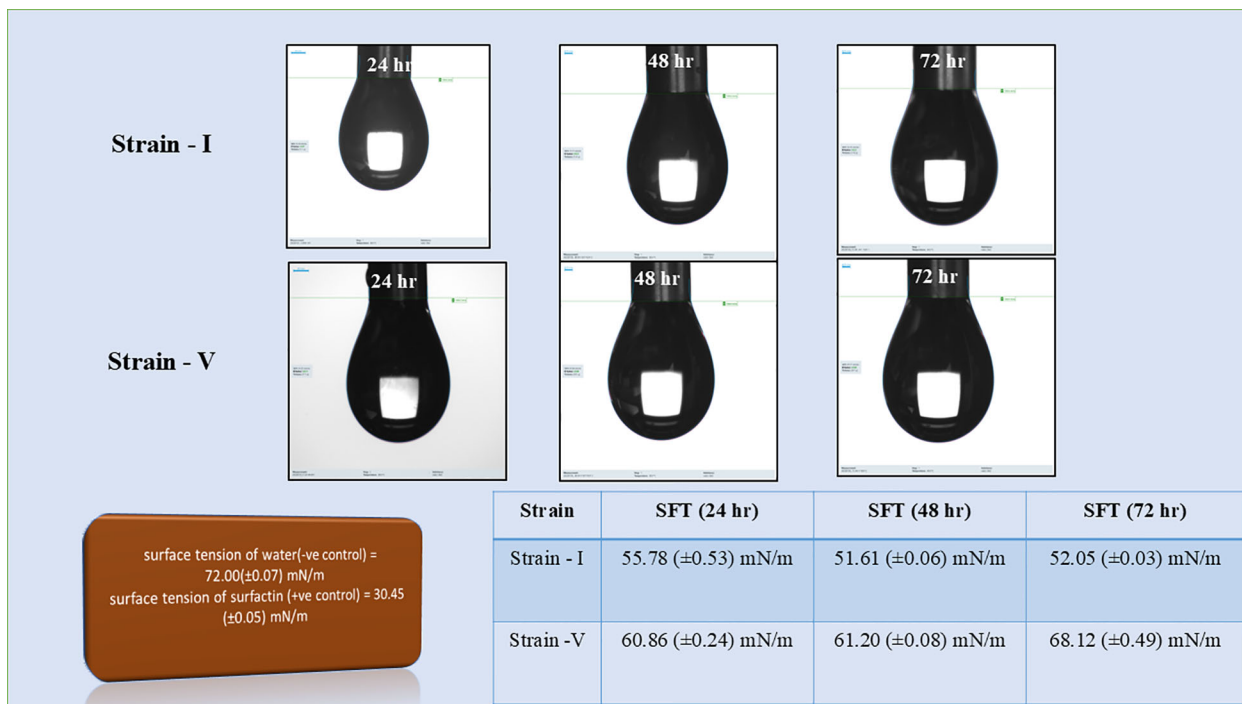 24 hr
48 hr
72 hr
Strain - I
24 hr
48 hr
72 hr
Strain - V
surface tension of water(-ve control) =
72.00(±0.07) mN/m
surface tension of surfactin (+ve control) = 30.45
(±0.05) mN/m
Strain SFT (24 hr) SFT (48 hr) SFT (72 hr)
Strain - I 55.78 (±0.53) mN/m 51.61 (±0.06) mN/m 52.05 (±0.03) mN/m
Strain -V 60.86 (±0.24) mN/m 61.20 (±0.08) mN/m 68.12 (±0.49) mN/m